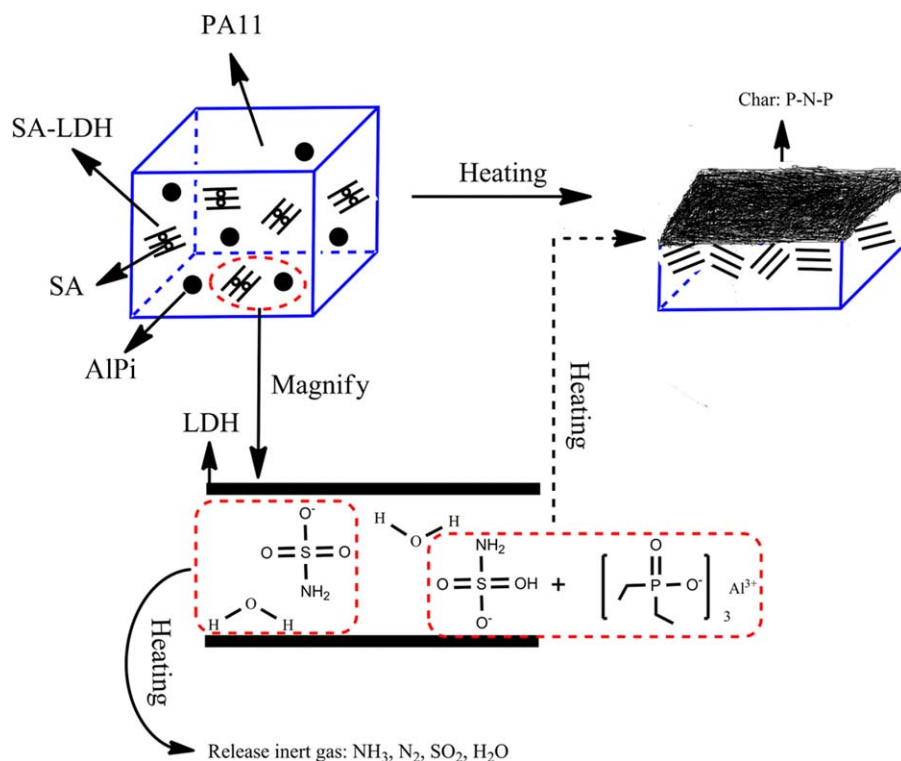 PA11
SA-LDH
SA
AlPi
Heating
Char: P-N-P
Magnify
Heating
LDH
O-
O S O
NH2
H O H
H O H
NH2
O S OH
O-
+
O
P O-
3
Al3+
Heating
Release inert gas: NH3, N2, SO2, H2O